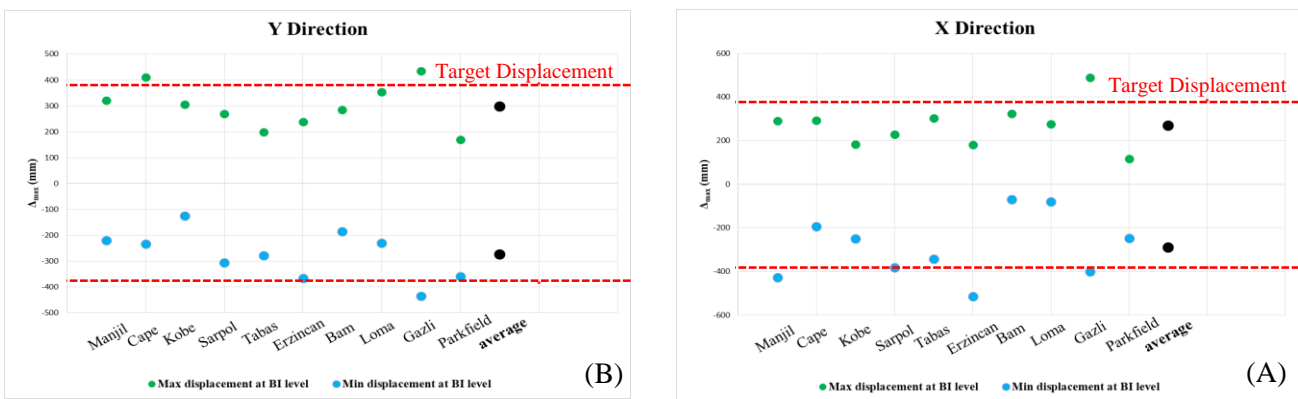 Y Direction
500
400
300
200
100
0
-100
-200
-300
-400
-500
Δmax (mm)
Target Displacement
Manjil
Cape
Kobe
Sarpol
Tabas
Erzincan
Bam
Loma
Gazli
Parkfield
average
Max displacement at BI level
Min displacement at BI level
(B)
X Direction
600
400
200
0
-200
-400
-600
Δmax (mm)
Target Displacement
Manjil
Cape
Kobe
Sarpol
Tabas
Erzincan
Bam
Loma
Gazli
Parkfield
average
Max displacement at BI level
Min displacement at BI level
(A)